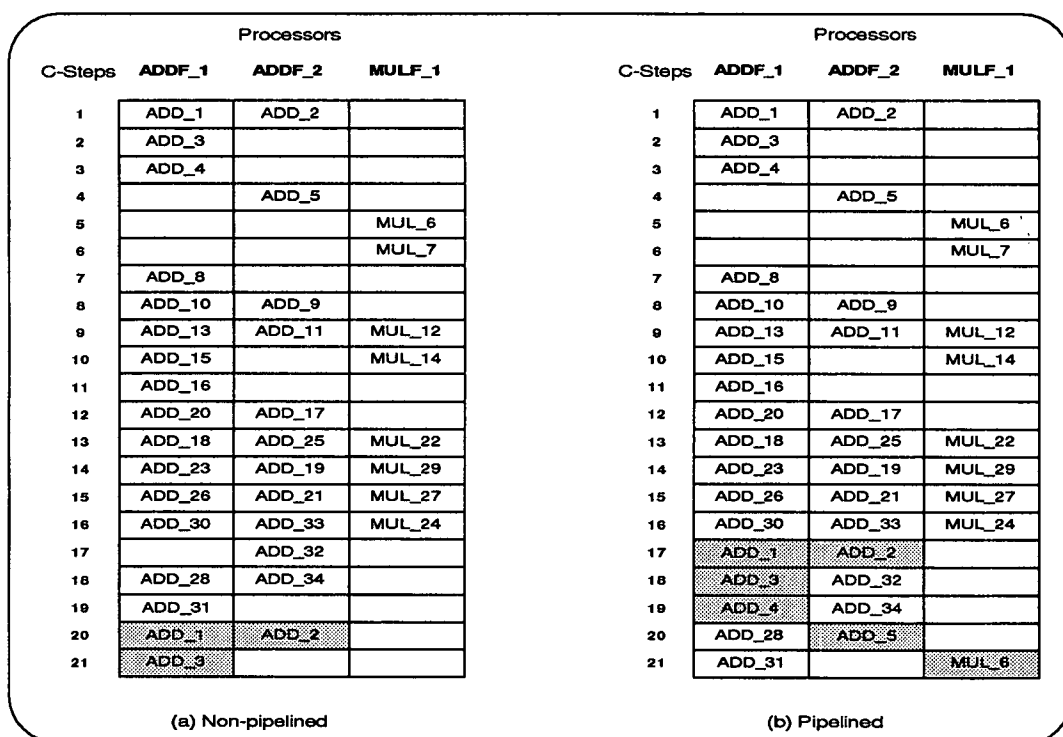 Processors Processors
C-Steps ADDF_1 ADDF_2 MULF_1 C-Steps ADDF_1 ADDF_2 MULF_1
1 ADD_1 ADD_2 1 ADD_1 ADD_2
2 ADD_3 2 ADD_3
3 ADD_4 3 ADD_4
4 ADD_5 4 ADD_5
5 MUL_6 5 MUL_6
6 MUL_7 6 MUL_7
7 ADD_8 7 ADD_8
8 ADD_10 ADD_9 8 ADD_10 ADD_9
9 ADD_13 ADD_11 MUL_12 9 ADD_13 ADD_11 MUL_12
10 ADD_15 MUL_14 10 ADD_15 MUL_14
11 ADD_16 11 ADD_16
12 ADD_20 ADD_17 12 ADD_20 ADD_17
13 ADD_18 ADD_25 MUL_22 13 ADD_18 ADD_25 MUL_22
14 ADD_23 ADD_19 MUL_29 14 ADD_23 ADD_19 MUL_29
15 ADD_26 ADD_21 MUL_27 15 ADD_26 ADD_21 MUL_27
16 ADD_30 ADD_33 MUL_24 16 ADD_30 ADD_33 MUL_24
17 ADD_32 17 ADD_1 ADD_2
18 ADD_28 ADD_34 18 ADD_3 ADD_32
19 ADD_31 19 ADD_4 ADD_34
20 ADD_1 ADD_2 20 ADD_28 ADD_5
21 ADD_3 21 ADD_31 MUL_6
(a) Non-pipelined (b) Pipelined